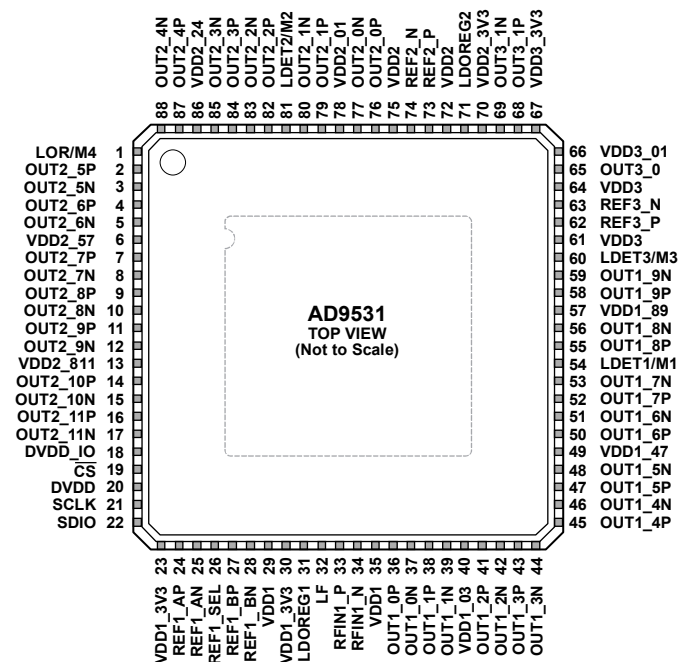 88 OUT2_4N
87 OUT2_4P
86 VDD2_24
85 OUT2_3N
84 OUT2_3P
83 OUT2_2N
82 OUT2_2P
81 LDET2/M2
80 OUT2_1N
79 OUT2_1P
78 VDD2_01
77 OUT2_0N
76 OUT2_0P
75 VDD2
74 REF2_N
73 REF2_P
72 VDD2
71 LDOREG2
70 VDD2_3V3
69 OUT3_1N
68 OUT3_1P
67 VDD3_3V3
LOR/M4 1
OUT2_5P 2
OUT2_5N 3
OUT2_6P 4
OUT2_6N 5
VDD2_57 6
OUT2_7P 7
OUT2_7N 8
OUT2_8P 9
OUT2_8N 10
OUT2_9P 11
OUT2_9N 12
VDD2_811 13
OUT2_10P 14
OUT2_10N 15
OUT2_11P 16
OUT2_11N 17
DVDD_IO 18
CS 19
DVDD 20
SCLK 21
SDIO 22
AD9531
TOP VIEW
(Not to Scale)
66 VDD3_01
65 OUT3_0
64 VDD3
63 REF3_N
62 REF3_P
61 VDD3
60 LDET3/M3
59 OUT1_9N
58 OUT1_9P
57 VDD1_89
56 OUT1_8N
55 OUT1_8P
54 LDET1/M1
53 OUT1_7N
52 OUT1_7P
51 OUT1_6N
50 OUT1_6P
49 VDD1_47
48 OUT1_5N
47 OUT1_5P
46 OUT1_4N
45 OUT1_4P
VDD1_3V3 23
REF1_AP 24
REF1_AN 25
REF1_SEL 26
REF1_BP 27
REF1_BN 28
VDD1 29
VDD1_3V3 30
LDOREG1 31
LF 32
RFIN1_P 33
RFIN1_N 34
VDD1 35
OUT1_0P 36
OUT1_0N 37
OUT1_1P 38
OUT1_1N 39
VDD1_03 40
OUT1_2P 41
OUT1_2N 42
OUT1_3P 43
OUT1_3N 44